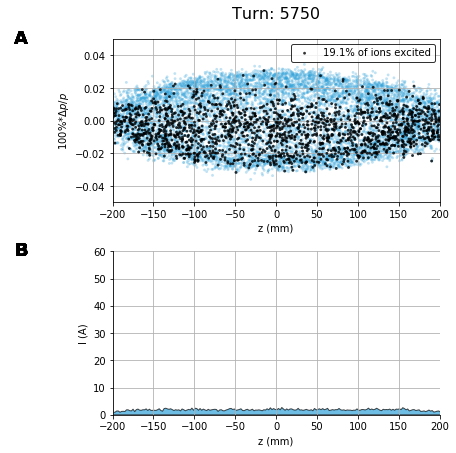 Turn: 5750
A
19.1% of ions excited
0.04
0.02
0.00
−0.02
−0.04
100%*Δp/p
−200 −150 −100 −50 0 50 100 150 200
z (mm)
B
60
50
40
30
20
10
0
I (A)
−200 −150 −100 −50 0 50 100 150 200
z (mm)